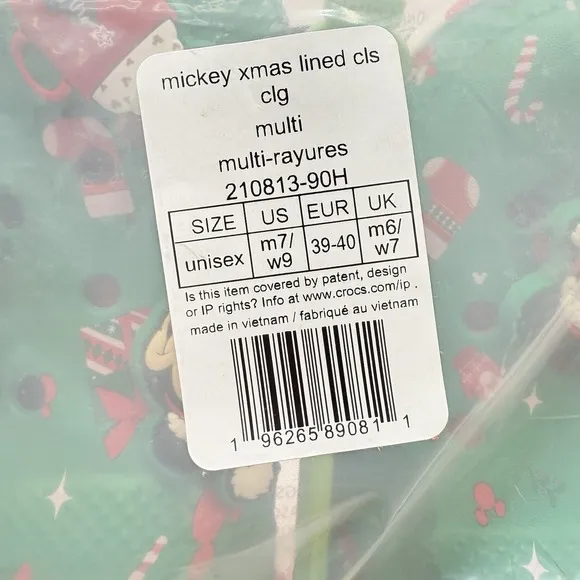 mickey xmas lined cls
clg
multi
multi-rayures
210813-90H
SIZE US EUR UK
unisex m7/ w9 39-40 m6/ w7
Is this item covered by patent, design
or IP rights? Info at www.crocs.com/ip .
made in vietnam / fabriqué au vietnam
1 96265 89081 1